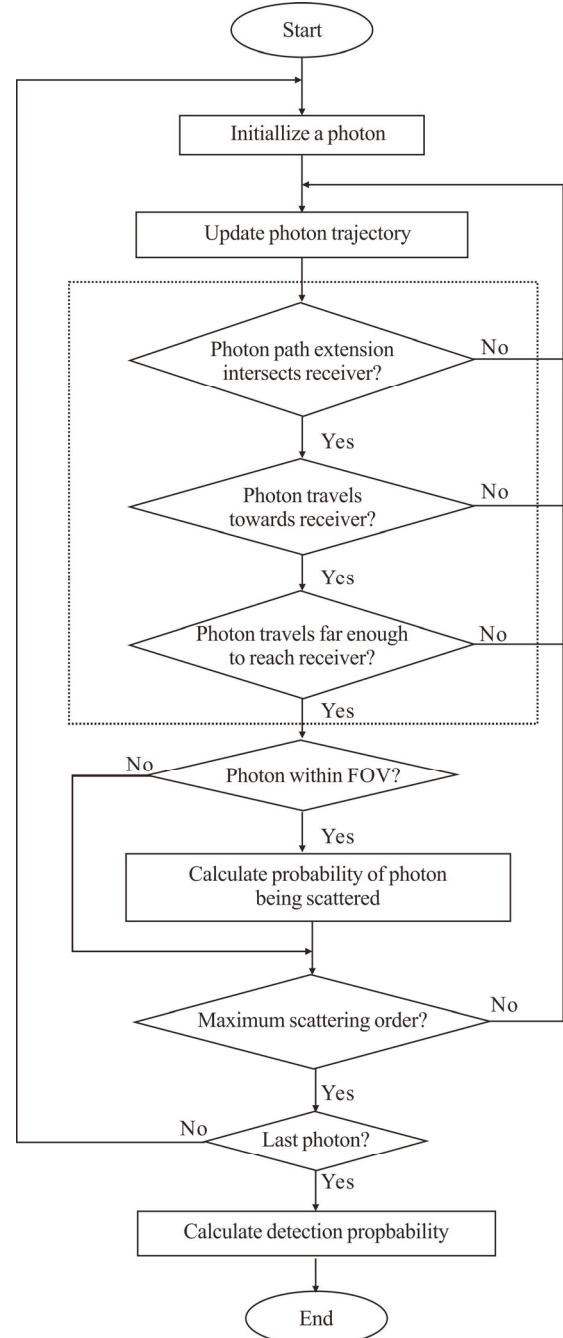 Start
Initiallize a photon
Update photon trajectory
Photon path extension
intersects receiver?
No
Yes
Photon travels
towards receiver?
No
Yes
Photon travels far enough
to reach receiver?
No
Yes
No
Photon within FOV?
Yes
Calculate probability of photon
being scattered
Maximum scattering order?
No
Yes
No
Last photon?
Yes
Calculate detection propbability
End